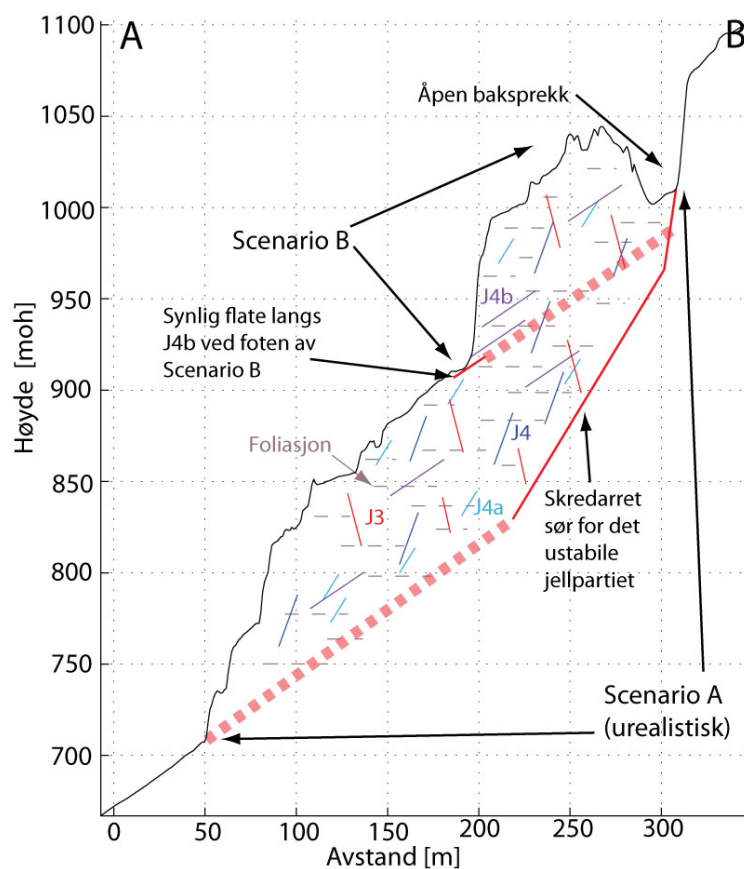 A
B
1100
1050
1000
950
900
850
800
750
700
Høyde [moh]
Åpen baksprekk
Scenario B
J4b
Synlig flate langs
J4b ved foten av
Scenario B
Foliasjon
J4
J3
J4a
Skredarret
sør for det
ustabile
jellpartiet
Scenario A
(urealistisk)
0
50
100
150
200
250
300
Avstand [m]